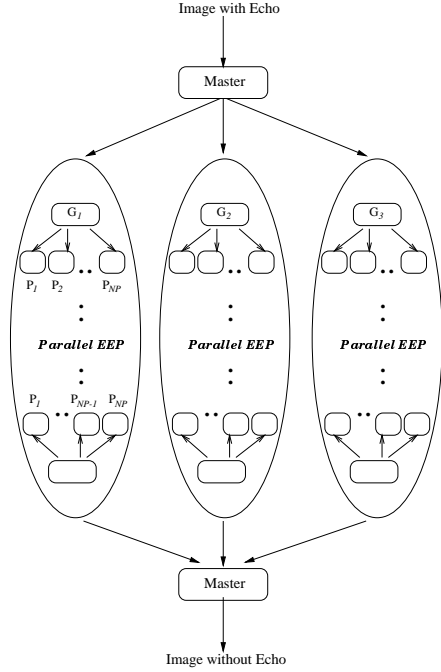 Image with Echo
Master
G1 G2 G3
P1 P2 .. PNP .. ..
Parallel EEP Parallel EEP Parallel EEP
P1 .. PNP-1 PNP .. ..
Master
Image without Echo